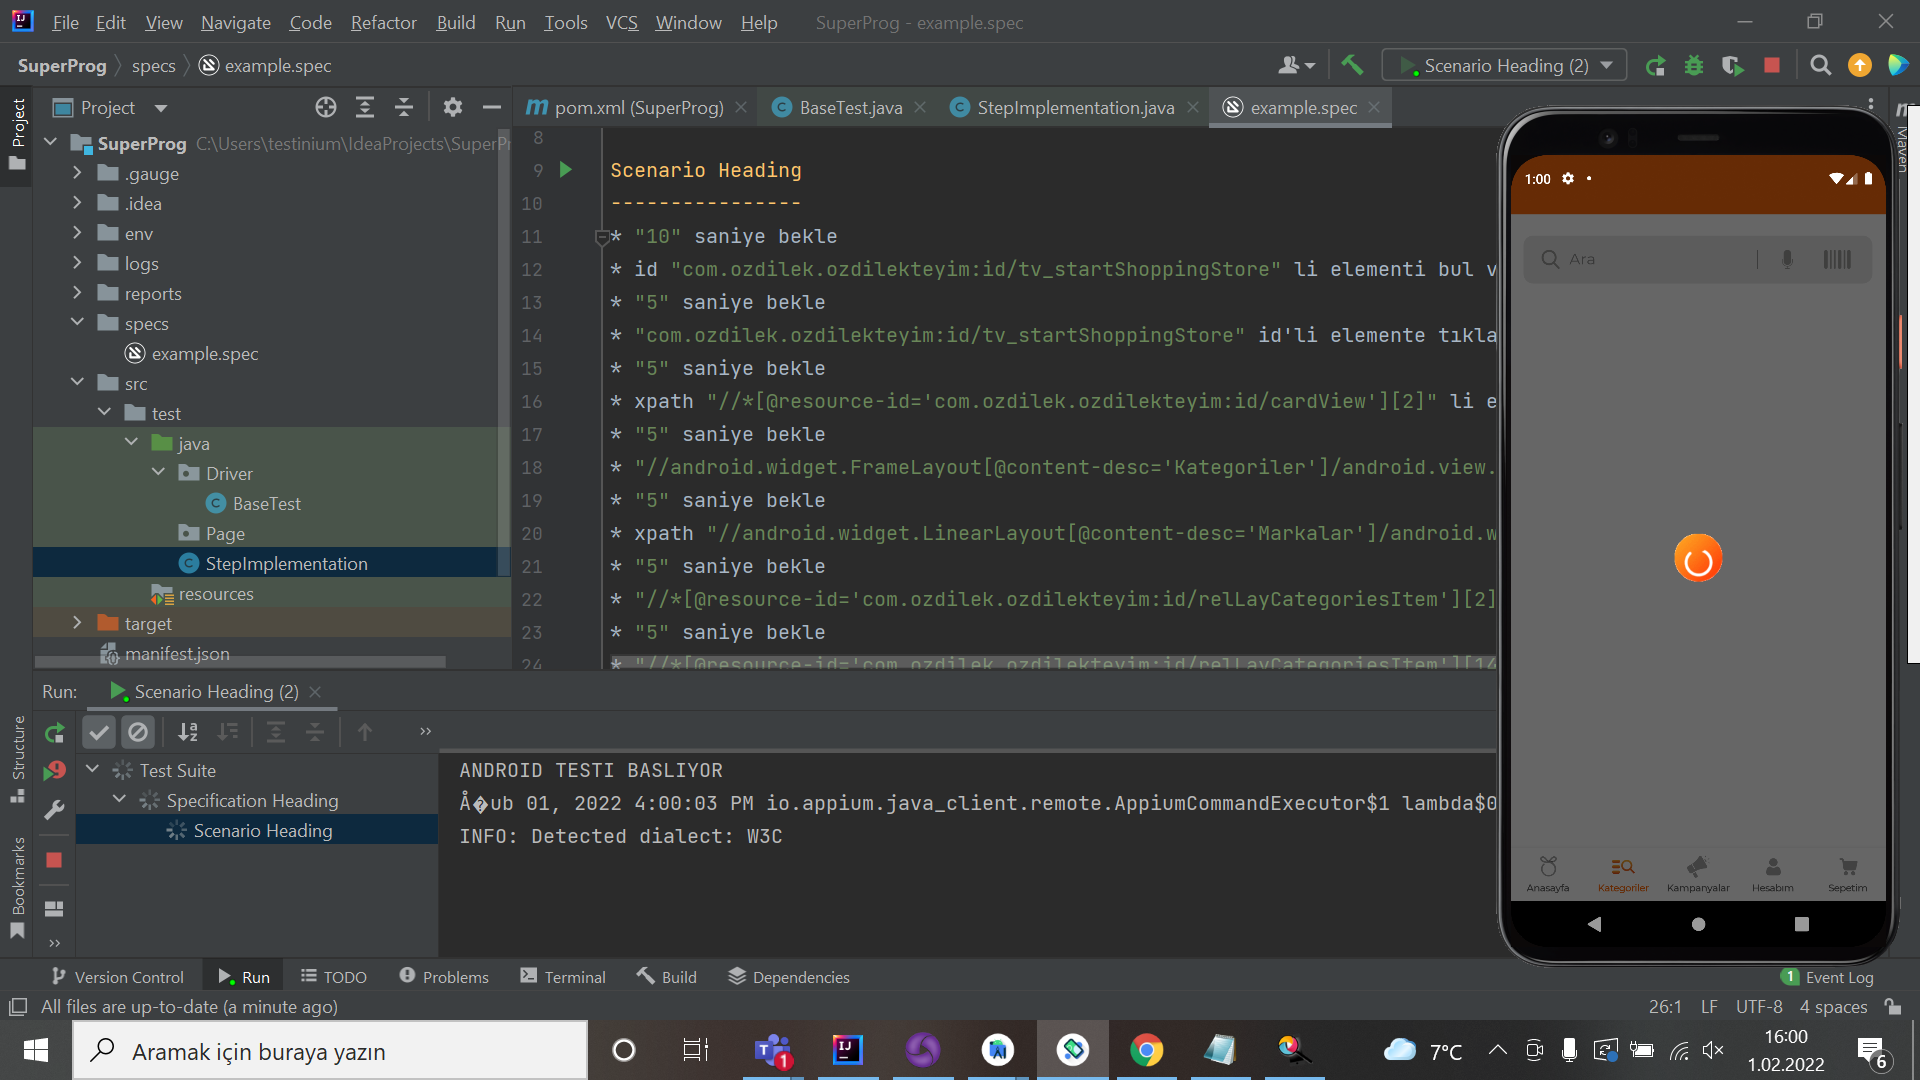 File Edit View Navigate Code Refactor Build Run Tools VCS Window Help SuperProg - example.spec
SuperProg specs example.spec Scenario Heading (2)
Project
pom.xml (SuperProg) BaseTest.java StepImplementation.java example.spec
Project
Maven
SuperProg C:\Users\testinium\IdeaProjects\SuperPr
.gauge
.idea
env
logs
reports
specs
example.spec
src
test
java
Driver
BaseTest
Page
StepImplementation
resources
target
manifest.json
8
9 Scenario Heading
10 ----------------
11 * "10" saniye bekle
12 * id "com.ozdilek.ozdilekteyim:id/tv_startShoppingStore" li elementi bul v
13 * "5" saniye bekle
14 * "com.ozdilek.ozdilekteyim:id/tv_startShoppingStore" id'li elemente tıkla
15 * "5" saniye bekle
16 * xpath "//*[@resource-id='com.ozdilek.ozdilekteyim:id/cardView'][2]" li e
17 * "5" saniye bekle
18 * "//android.widget.FrameLayout[@content-desc='Kategoriler']/android.view.
19 * "5" saniye bekle
20 * xpath "//android.widget.LinearLayout[@content-desc='Markalar']/android.w
21 * "5" saniye bekle
22 * "//*[@resource-id='com.ozdilek.ozdilekteyim:id/relLayCategoriesItem'][2]
23 * "5" saniye bekle
24 * "//*[@resource-id='com.ozdilek.ozdilekteyim:id/relLayCategoriesItem'][14
1:00
Ara
Anasayfa Kategoriler Kampanyalar Hesabım Sepetim
Run: Scenario Heading (2)
Structure
Bookmarks
Test Suite
Specification Heading
Scenario Heading
ANDROID TESTI BASLIYOR
Å�ub 01, 2022 4:00:03 PM io.appium.java_client.remote.AppiumCommandExecutor$1 lambda$0
INFO: Detected dialect: W3C
Version Control Run TODO Problems Terminal Build Dependencies 1 Event Log
All files are up-to-date (a minute ago) 26:1 LF UTF-8 4 spaces
Aramak için buraya yazın
1
7°C
16:00
1.02.2022
6